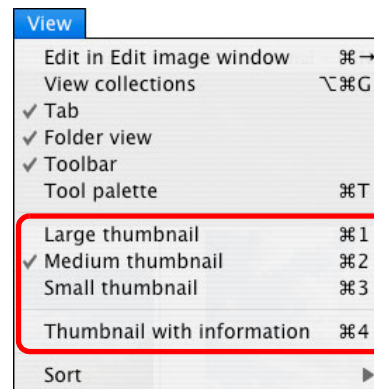 View
Edit in Edit image window ⌘→
View collections ⌥⌘G
✓ Tab
✓ Folder view
✓ Toolbar
Tool palette ⌘T
Large thumbnail ⌘1
✓ Medium thumbnail ⌘2
Small thumbnail ⌘3
Thumbnail with information ⌘4
Sort ▶